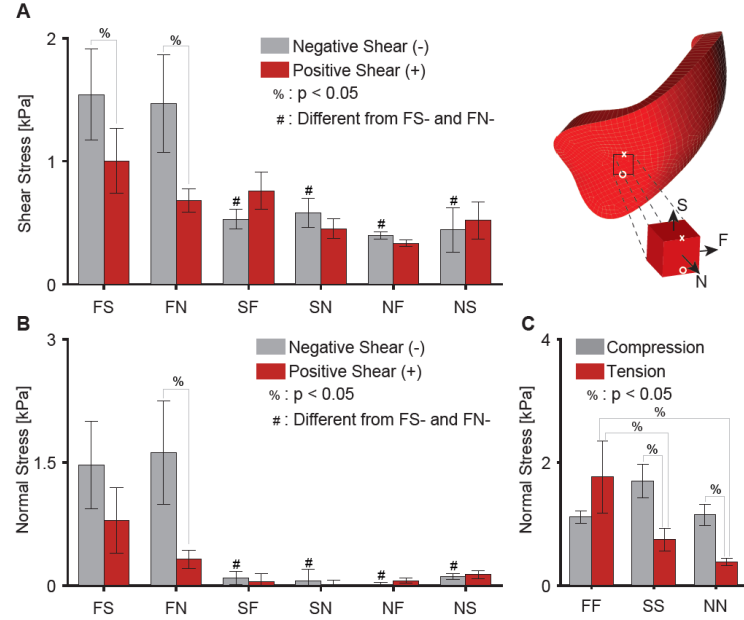 A
Shear Stress [kPa]
2
1
0
%
%
Negative Shear (-)
Positive Shear (+)
% : p < 0.05
# : Different from FS- and FN-
#
#
#
#
FS
FN
SF
SN
NF
NS
S
F
N
x
x
B
Normal Stress [kPa]
3
1.5
0
%
Negative Shear (-)
Positive Shear (+)
% : p < 0.05
# : Different from FS- and FN-
#
#
#
#
FS
FN
SF
SN
NF
NS
C
Normal Stress [kPa]
4
2
0
Compression
Tension
% : p < 0.05
%
%
%
%
FF
SS
NN